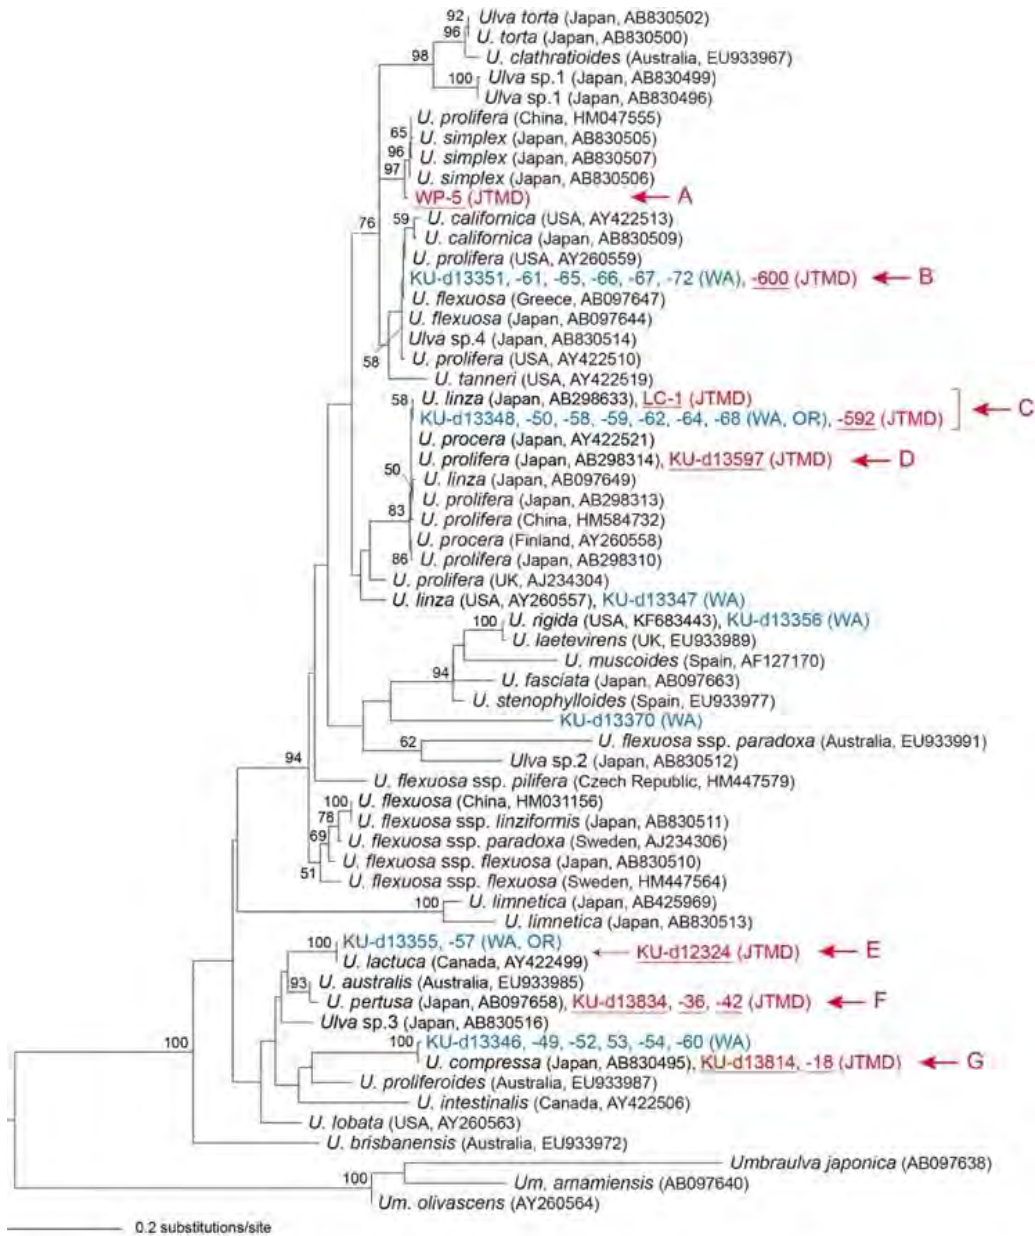 92
Ulva torta (Japan, AB830502)
96
U. torta (Japan, AB830500)
98
U. clathratioides (Australia, EU933967)
100
Ulva sp.1 (Japan, AB830499)
Ulva sp.1 (Japan, AB830496)
U. prolifera (China, HM047555)
65
U. simplex (Japan, AB830505)
96
U. simplex (Japan, AB830507)
97
U. simplex (Japan, AB830506)
WP-5 (JTMD) A
76
59
U. californica (USA, AY422513)
U. californica (Japan, AB830509)
U. prolifera (USA, AY260559)
KU-d13351, -61, -65, -66, -67, -72 (WA), -600 (JTMD) B
U. flexuosa (Greece, AB097647)
U. flexuosa (Japan, AB097644)
Ulva sp.4 (Japan, AB830514)
58
U. prolifera (USA, AY422510)
U. tanneri (USA, AY422519)
58
U. linza (Japan, AB298633), LC-1 (JTMD)
C
KU-d13348, -50, -58, -59, -62, -64, -68 (WA, OR), -592 (JTMD)
U. procera (Japan, AY422521)
U. prolifera (Japan, AB298314), KU-d13597 (JTMD) D
50
U. linza (Japan, AB097649)
U. prolifera (Japan, AB298313)
83
U. prolifera (China, HM584732)
U. procera (Finland, AY260558)
86
U. prolifera (Japan, AB298310)
U. prolifera (UK, AJ234304)
U. linza (USA, AY260557), KU-d13347 (WA)
100
U. rigida (USA, KF683443), KU-d13356 (WA)
U. laetevirens (UK, EU933989)
U. muscoides (Spain, AF127170)
94
U. fasciata (Japan, AB097663)
U. stenophylloides (Spain, EU933977)
KU-d13370 (WA)
62
U. flexuosa ssp. paradoxa (Australia, EU933991)
Ulva sp.2 (Japan, AB830512)
94
U. flexuosa ssp. pilifera (Czech Republic, HM447579)
100
U. flexuosa (China, HM031156)
78
U. flexuosa ssp. linziformis (Japan, AB830511)
69
U. flexuosa ssp. paradoxa (Sweden, AJ234306)
U. flexuosa ssp. flexuosa (Japan, AB830510)
51
U. flexuosa ssp. flexuosa (Sweden, HM447564)
100
U. limnetica (Japan, AB425969)
U. limnetica (Japan, AB830513)
100
KU-d13355, -57 (WA, OR)
KU-d12324 (JTMD) E
U. lactuca (Canada, AY422499)
93
U. australis (Australia, EU933985)
U. pertusa (Japan, AB097658), KU-d13834, -36, -42 (JTMD) F
Ulva sp.3 (Japan, AB830516)
100
100
KU-d13346, -49, -52, 53, -54, -60 (WA)
U. compressa (Japan, AB830495), KU-d13814, -18 (JTMD) G
U. proliferoides (Australia, EU933987)
U. intestinalis (Canada, AY422506)
U. lobata (USA, AY260563)
U. brisbanensis (Australia, EU933972)
Umbraulva japonica (AB097638)
100
Um. amamiensis (AB097640)
Um. olivascens (AY260564)
0.2 substitutions/site